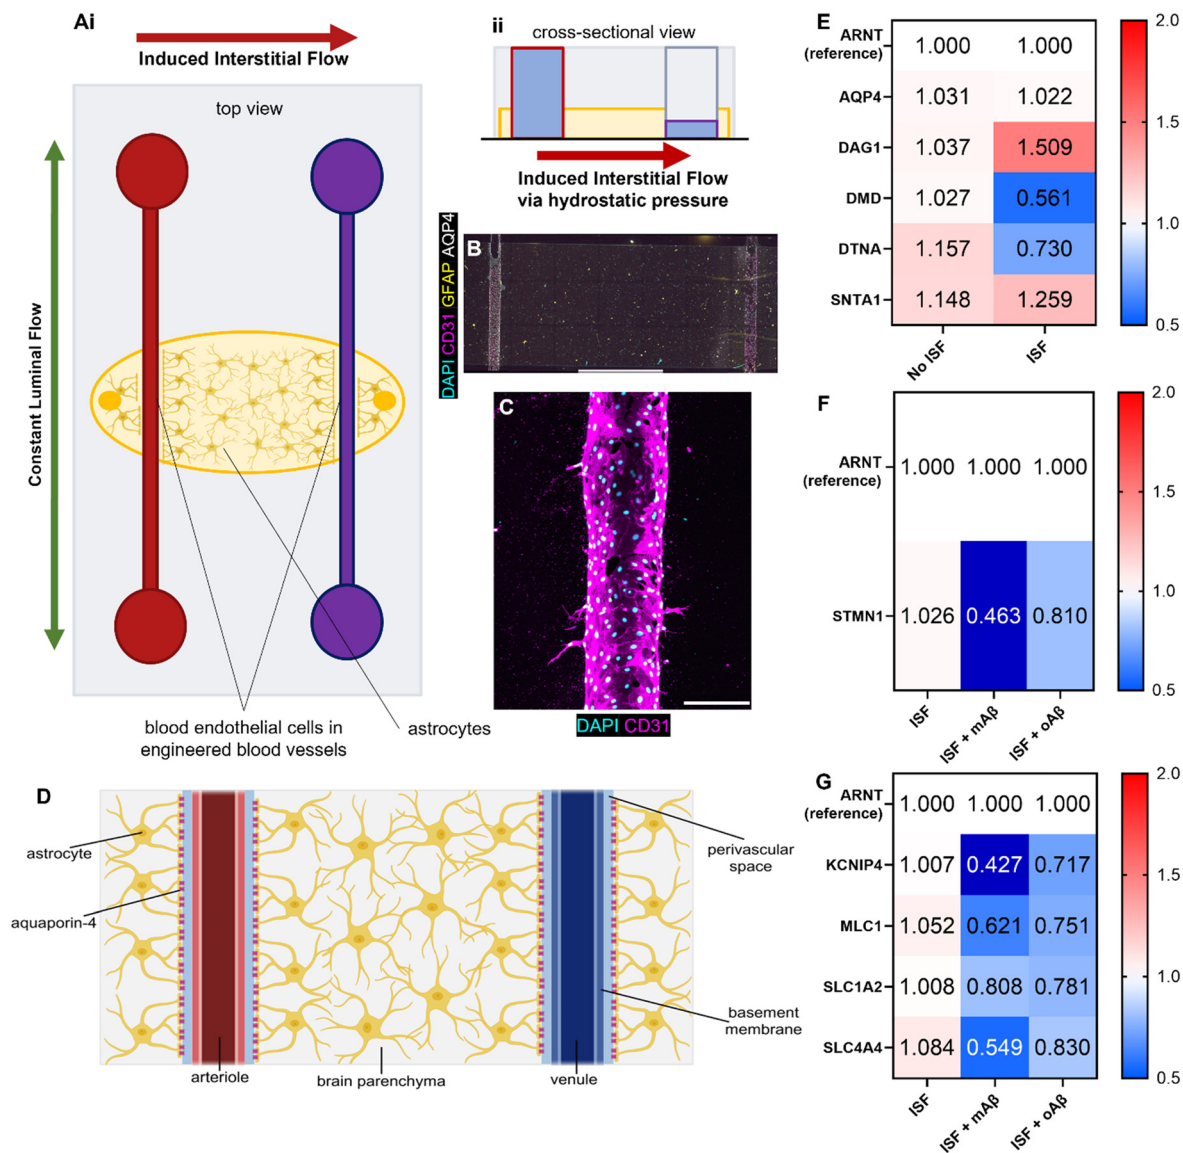 Ai
Induced Interstitial Flow
top view
Constant Luminal Flow
blood endothelial cells in
engineered blood vessels
astrocytes
ii
cross-sectional view
Induced Interstitial Flow
via hydrostatic pressure
B
DAPI CD31 GFAP AQP4
C
DAPI CD31
D
astrocyte
aquaporin-4
arteriole
brain parenchyma
venule
perivascular
space
basement
membrane
E
ARNT
(reference)
1.000 1.000
AQP4 1.031 1.022
DAG1 1.037 1.509
DMD 1.027 0.561
DTNA 1.157 0.730
SNTA1 1.148 1.259
No ISF ISF
2.0
1.5
1.0
0.5
F
ARNT
(reference)
1.000 1.000 1.000
STMN1 1.026 0.463 0.810
ISF ISF + mAβ ISF + oAβ
2.0
1.5
1.0
0.5
G
ARNT
(reference)
1.000 1.000 1.000
KCNIP4 1.007 0.427 0.717
MLC1 1.052 0.621 0.751
SLC1A2 1.008 0.808 0.781
SLC4A4 1.084 0.549 0.830
ISF ISF + mAβ ISF + oAβ
2.0
1.5
1.0
0.5